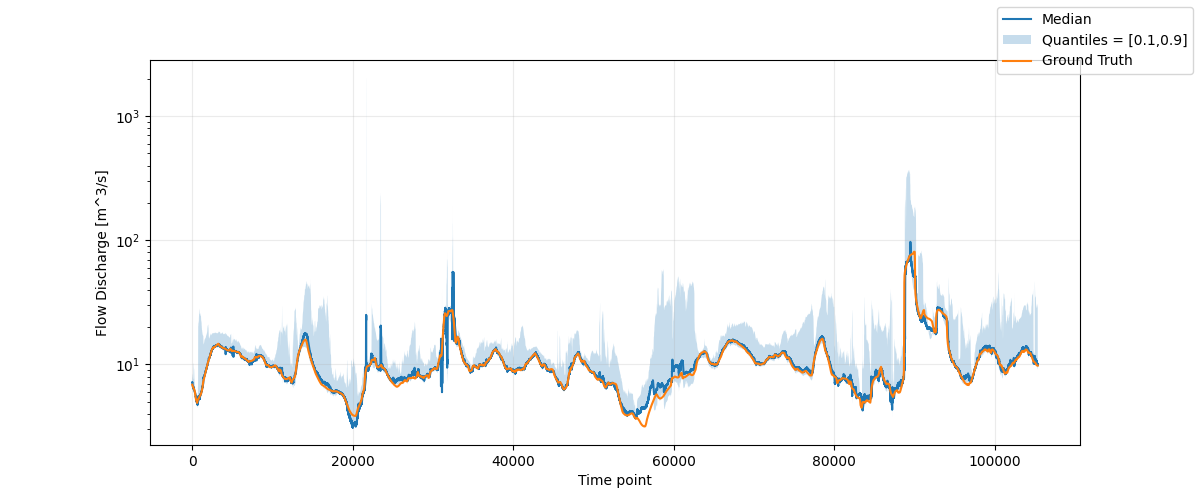 Median
Quantiles = [0.1,0.9]
Ground Truth
10^3
10^2
10^1
Flow Discharge [m^3/s]
0 20000 40000 60000 80000 100000
Time point